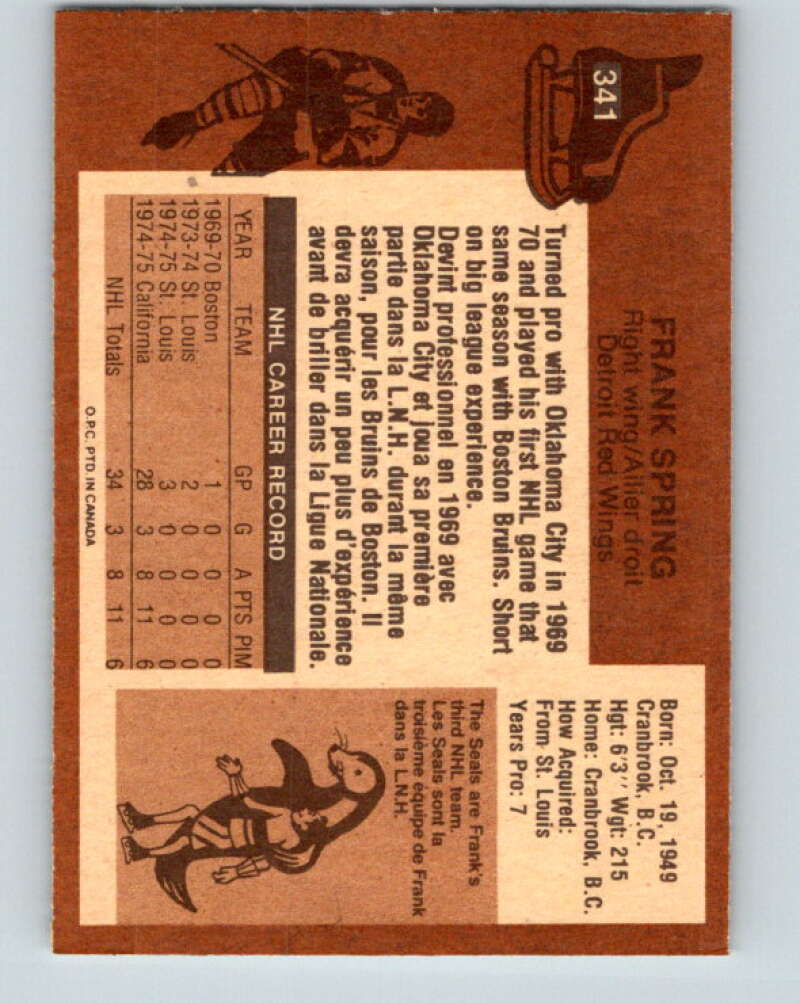 341
FRANK SPRING
Right wing/Ailier droit
Detroit Red Wings
Turned pro with Oklahoma City in 1969
70 and played his first NHL game that
same season with Boston Bruins. Short
on big league experience.
Devint professionnel en 1969 avec
Oklahoma City et joua sa première
partie dans la L.N.H. durant la même
saison, pour les Bruins de Boston. Il
devra acquérir un peu plus d'expérience
avant de briller dans la Ligue Nationale.
NHL CAREER RECORD
YEAR TEAM GP G A PTS PIM
1969-70 Boston 1 0 0 0 0
1973-74 St. Louis 2 0 0 0 0
1974-75 St. Louis 3 0 0 0 0
1974-75 California 28 3 8 11 6
NHL Totals 34 3 8 11 6
O.P.C. PTD. IN CANADA
Born: Oct. 19, 1949
Cranbrook, B.C.
Hgt: 6'3'' Wgt: 215
Home: Cranbrook, B.C.
How Acquired:
From St. Louis
Years Pro: 7
The Seals are Frank's
third NHL team.
Les Seals sont la
troisième équipe de Frank
dans la L.N.H.